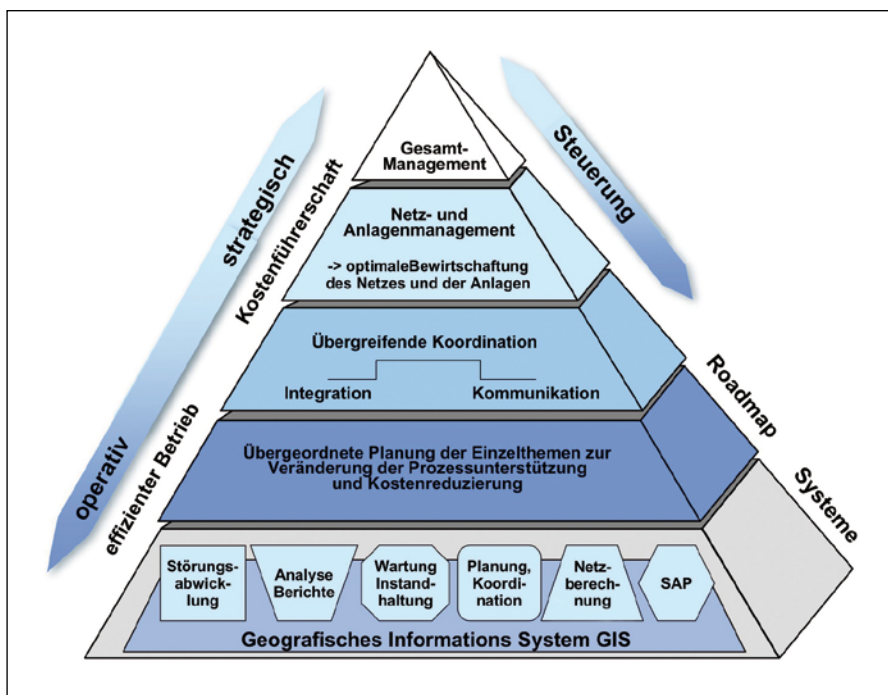 Gesamt-
Management
Netz- und
Anlagenmanagement
-> optimaleBewirtschaftung
des Netzes und der Anlagen
Übergreifende Koordination
Integration
Kommunikation
Übergeordnete Planung der Einzelthemen zur
Veränderung der Prozessunterstützung
und Kostenreduzierung
Störungs-
abwick-
lung
Analyse
Berichte
Wartung
Instand-
haltung
Planung,
Koordi-
nation
Netz-
berech-
nung
SAP
Geografisches Informations System GIS
strategisch
operativ
Kostenführerschaft
effizienter Betrieb
Steuerung
Roadmap
Systeme